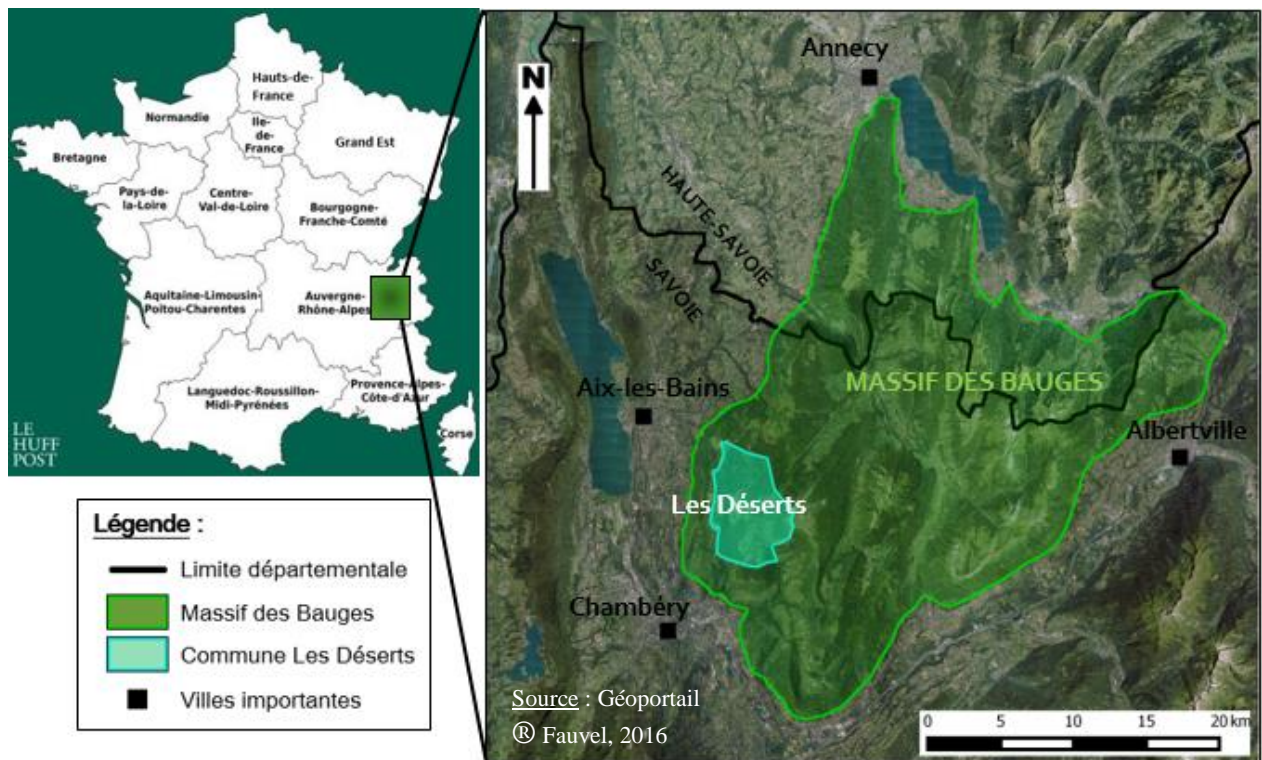 Hauts-de-
France
Normandie
Ile-
de-
France
Grand Est
Bretagne
Pays-de-
la-Loire
Centre-
Val-de-Loire
Bourgogne-
Franche-Comté
Aquitaine-Limousin-
Poitou-Charentes
Auvergne-
Rhône-Alpes
Languedoc-Roussillon-
Midi-Pyrénées
Provence-Alpes-
Côte-d'Azur
Corse
LE
HUFF
POST
Légende :
Limite départementale
Massif des Bauges
Commune Les Déserts
Villes importantes
N
Annecy
HAUTE-SAVOIE
SAVOIE
MASSIF DES BAUGES
Aix-les-Bains
Albertville
Les Déserts
Chambéry
Source : Géoportail
® Fauvel, 2016
0 5 10 15 20 km